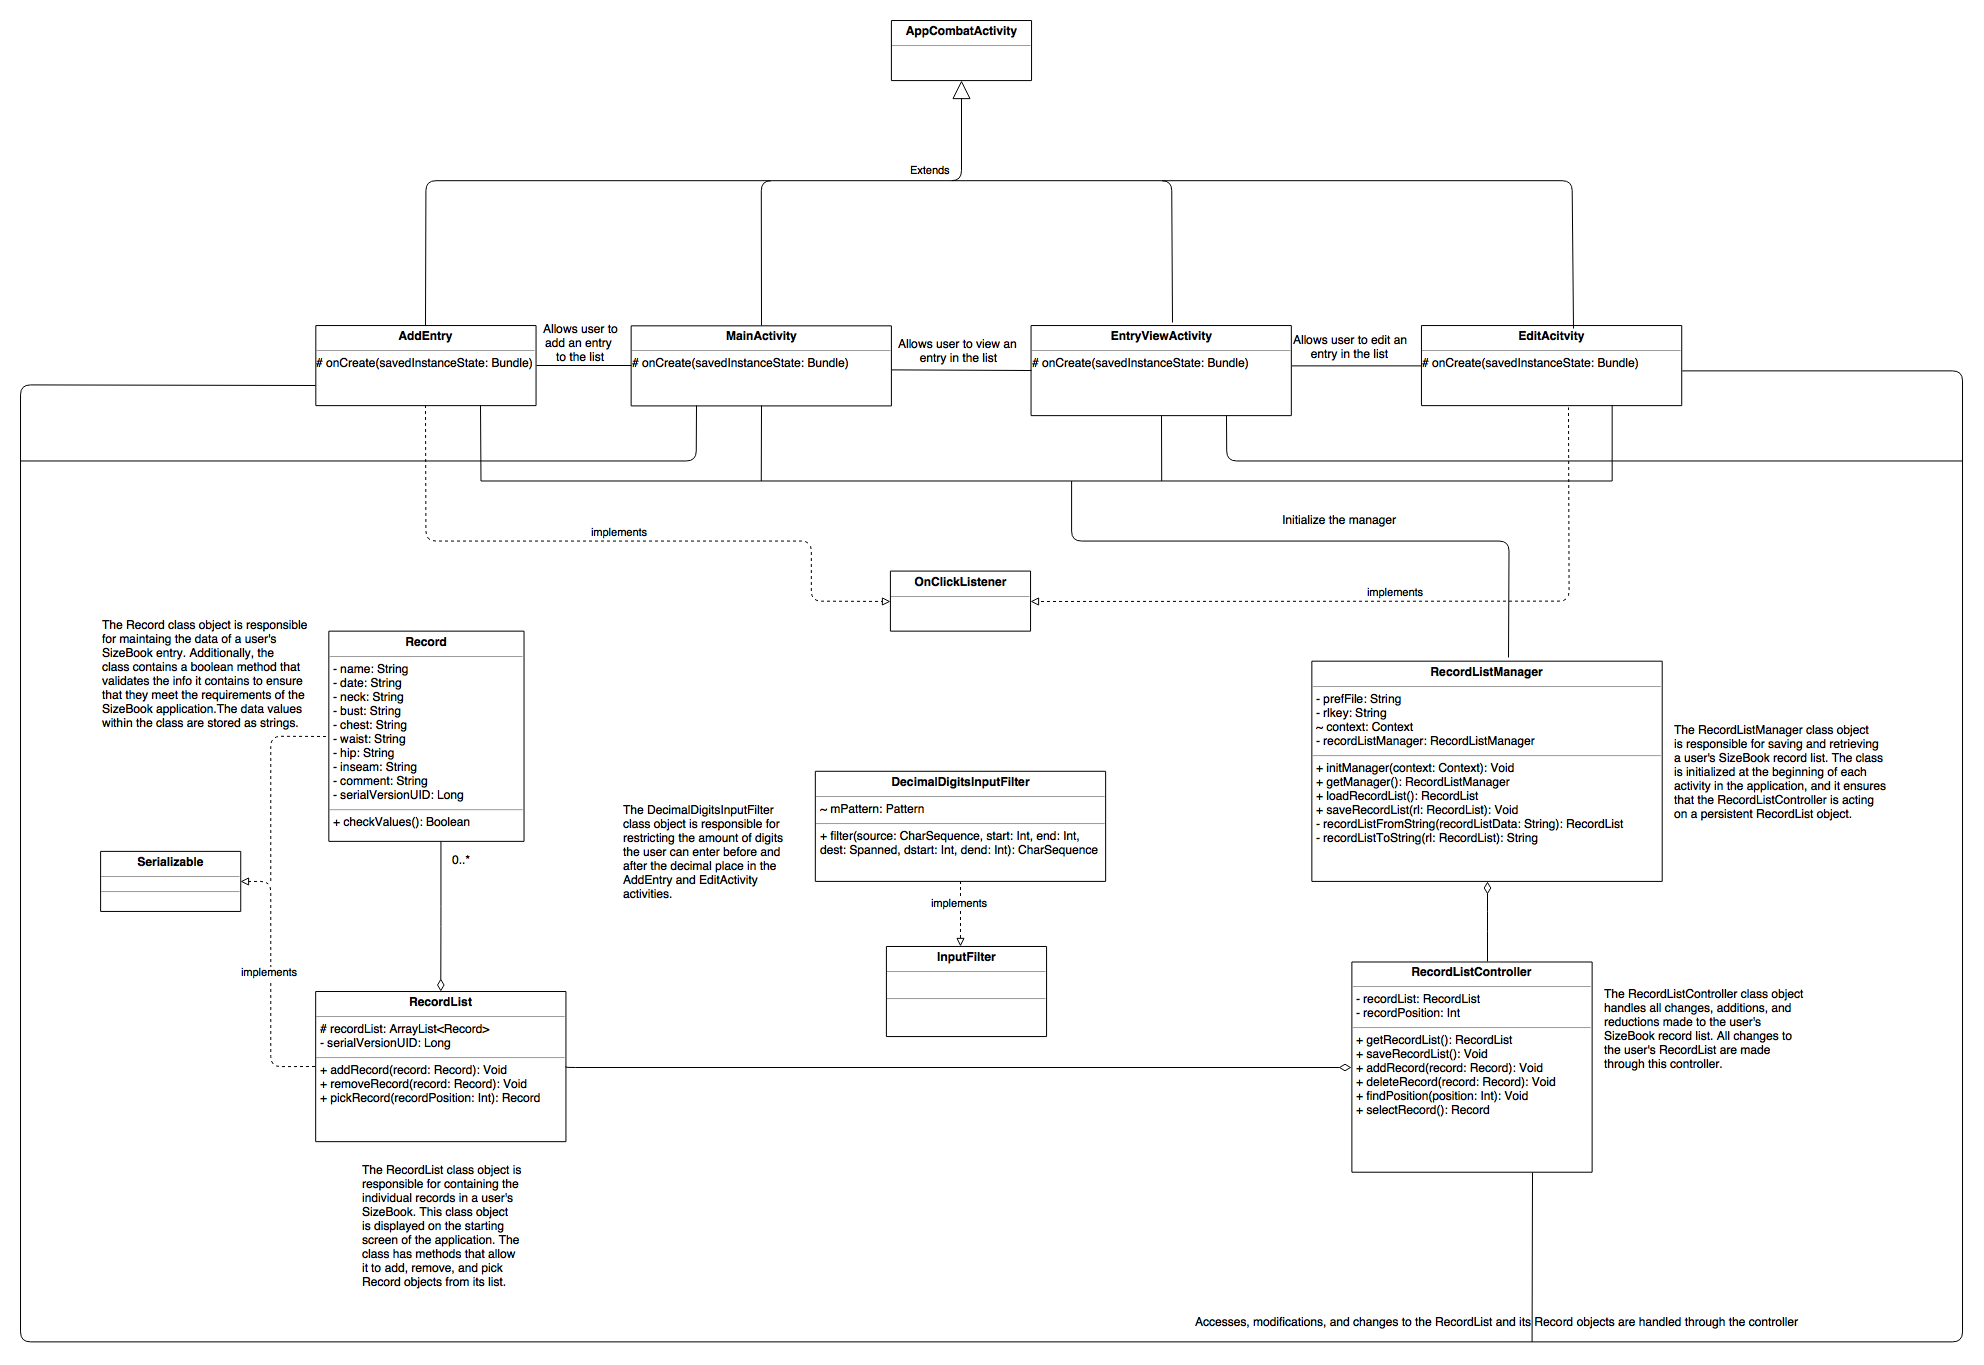 AppCombatActivity
Extends
AddEntry
# onCreate(savedInstanceState: Bundle)
Allows user to
add an entry
to the list
MainActivity
# onCreate(savedInstanceState: Bundle)
Allows user to view an
entry in the list
EntryViewActivity
# onCreate(savedInstanceState: Bundle)
Allows user to edit an
entry in the list
EditAcitvity
# onCreate(savedInstanceState: Bundle)
implements
Initialize the manager
OnClickListener
implements
The Record class object is responsible
for maintaing the data of a user's
SizeBook entry. Additionally, the
class contains a boolean method that
validates the info it contains to ensure
that they meet the requirements of the
SizeBook application.The data values
within the class are stored as strings.
Record
- name: String
- date: String
- neck: String
- bust: String
- chest: String
- waist: String
- hip: String
- inseam: String
- comment: String
- serialVersionUID: Long
+ checkValues(): Boolean
0..*
Serializable
implements
The DecimalDigitsInputFilter
class object is responsible for
restricting the amount of digits
the user can enter before and
after the decimal place in the
AddEntry and EditActivity
activities.
DecimalDigitsInputFilter
~ mPattern: Pattern
+ filter(source: CharSequence, start: Int, end: Int,
dest: Spanned, dstart: Int, dend: Int): CharSequence
implements
InputFilter
RecordListManager
- prefFile: String
- rlkey: String
~ context: Context
- recordListManager: RecordListManager
+ initManager(context: Context): Void
+ getManager(): RecordListManager
+ loadRecordList(): RecordList
+ saveRecordList(rl: RecordList): Void
- recordListFromString(recordListData: String): RecordList
- recordListToString(rl: RecordList): String
The RecordListManager class object
is responsible for saving and retrieving
a user's SizeBook record list. The class
is initialized at the beginning of each
activity in the application, and it ensures
that the RecordListController is acting
on a persistent RecordList object.
RecordList
# recordList: ArrayList<Record>
- serialVersionUID: Long
+ addRecord(record: Record): Void
+ removeRecord(record: Record): Void
+ pickRecord(recordPosition: Int): Record
The RecordList class object is
responsible for containing the
individual records in a user's
SizeBook. This class object
is displayed on the starting
screen of the application. The
class has methods that allow
it to add, remove, and pick
Record objects from its list.
RecordListController
- recordList: RecordList
- recordPosition: Int
+ getRecordList(): RecordList
+ saveRecordList(): Void
+ addRecord(record: Record): Void
+ deleteRecord(record: Record): Void
+ findPosition(position: Int): Void
+ selectRecord(): Record
The RecordListController class object
handles all changes, additions, and
reductions made to the user's
SizeBook record list. All changes to
the user's RecordList are made
through this controller.
Accesses, modifications, and changes to the RecordList and its Record objects are handled through the controller